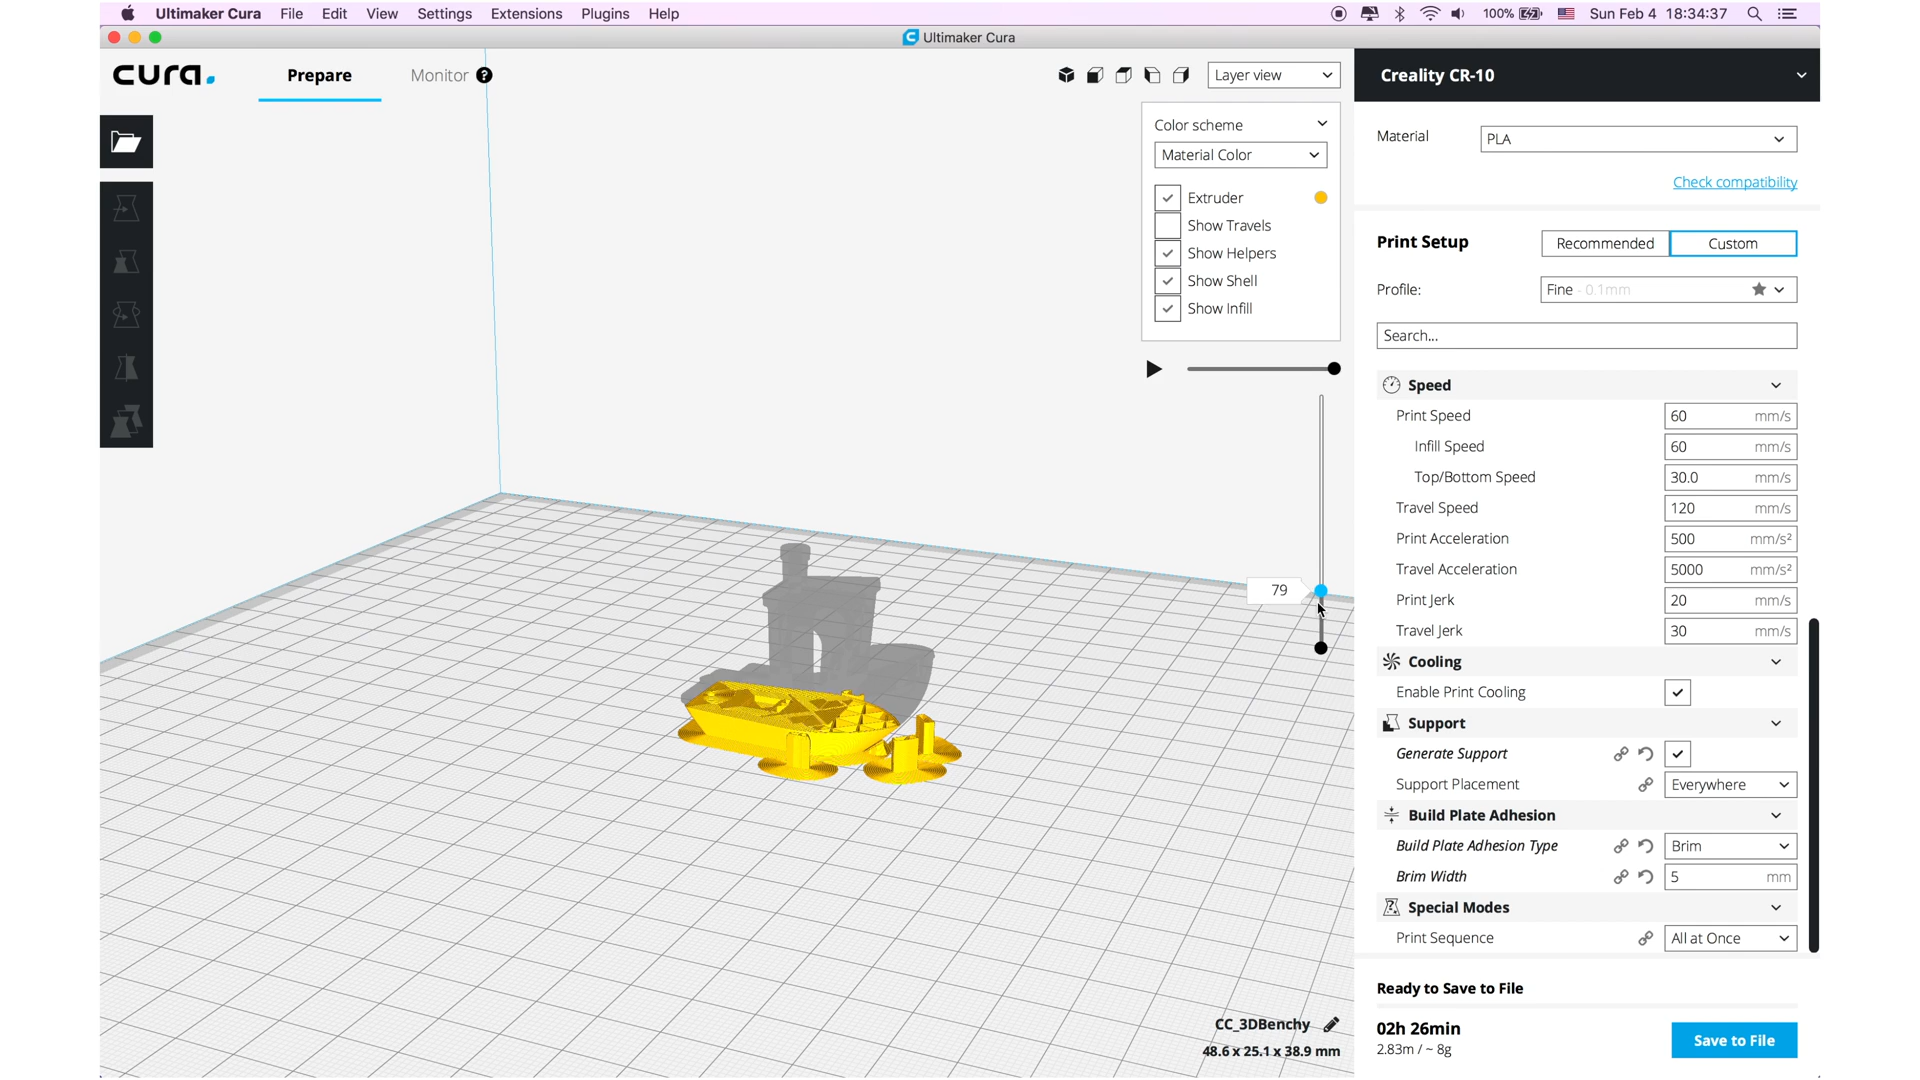 Ultimaker Cura File Edit View Settings Extensions Plugins Help 100% Sun Feb 4 18:34:37
Ultimaker Cura
cura. Prepare Monitor ?
Layer view
Color scheme
Material Color
Extruder
Show Travels
Show Helpers
Show Shell
Show Infill
79
CC_3DBenchy
48.6 x 25.1 x 38.9 mm
Creality CR-10
Material PLA
Check compatibility
Print Setup Recommended Custom
Profile: Fine - 0.1mm
Search...
Speed
Print Speed 60 mm/s
Infill Speed 60 mm/s
Top/Bottom Speed 30.0 mm/s
Travel Speed 120 mm/s
Print Acceleration 500 mm/s²
Travel Acceleration 5000 mm/s²
Print Jerk 20 mm/s
Travel Jerk 30 mm/s
Cooling
Enable Print Cooling
Support
Generate Support
Support Placement Everywhere
Build Plate Adhesion
Build Plate Adhesion Type Brim
Brim Width 5 mm
Special Modes
Print Sequence All at Once
Ready to Save to File
02h 26min
2.83m / ~ 8g
Save to File